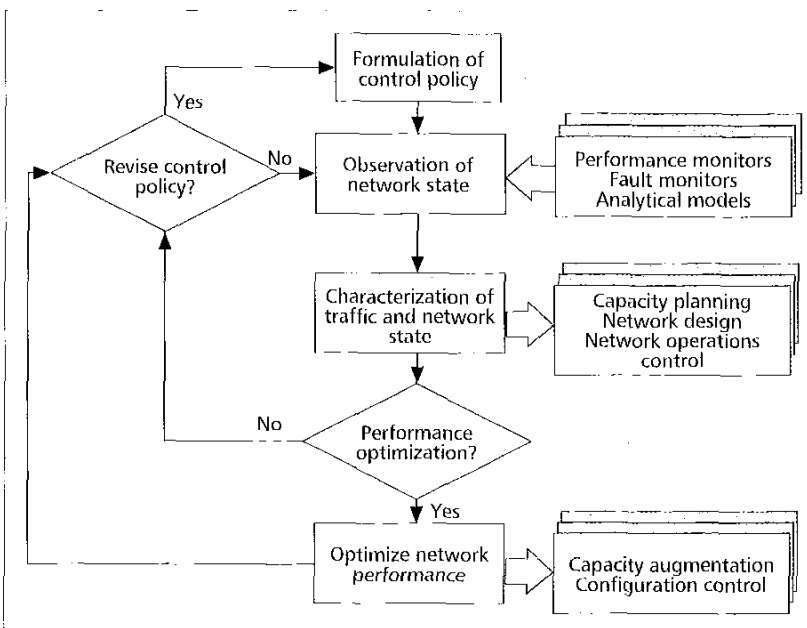 Formulation of
control policy
Yes
Revise control
policy?
No
Observation of
network state
Performance monitors
Fault monitors
Analytical models
Characterization of
traffic and network
state
Capacity planning
Network design
Network operations
control
No
Performance
optimization?
Yes
Optimize network
performance
Capacity augmentation
Configuration control